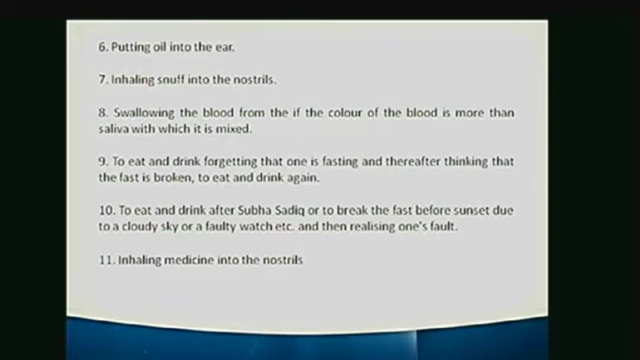 6. Putting oil into the ear.
7. Inhaling snuff into the nostrils.
8. Swallowing the blood from the if the colour of the blood is more than
saliva with which it is mixed.
9. To eat and drink forgetting that one is fasting and thereafter thinking that
the fast is broken, to eat and drink again.
10. To eat and drink after Subha Sadiq or to break the fast before sunset due
to a cloudy sky or a faulty watch etc. and then realising one's fault.
11. Inhaling medicine into the nostrils